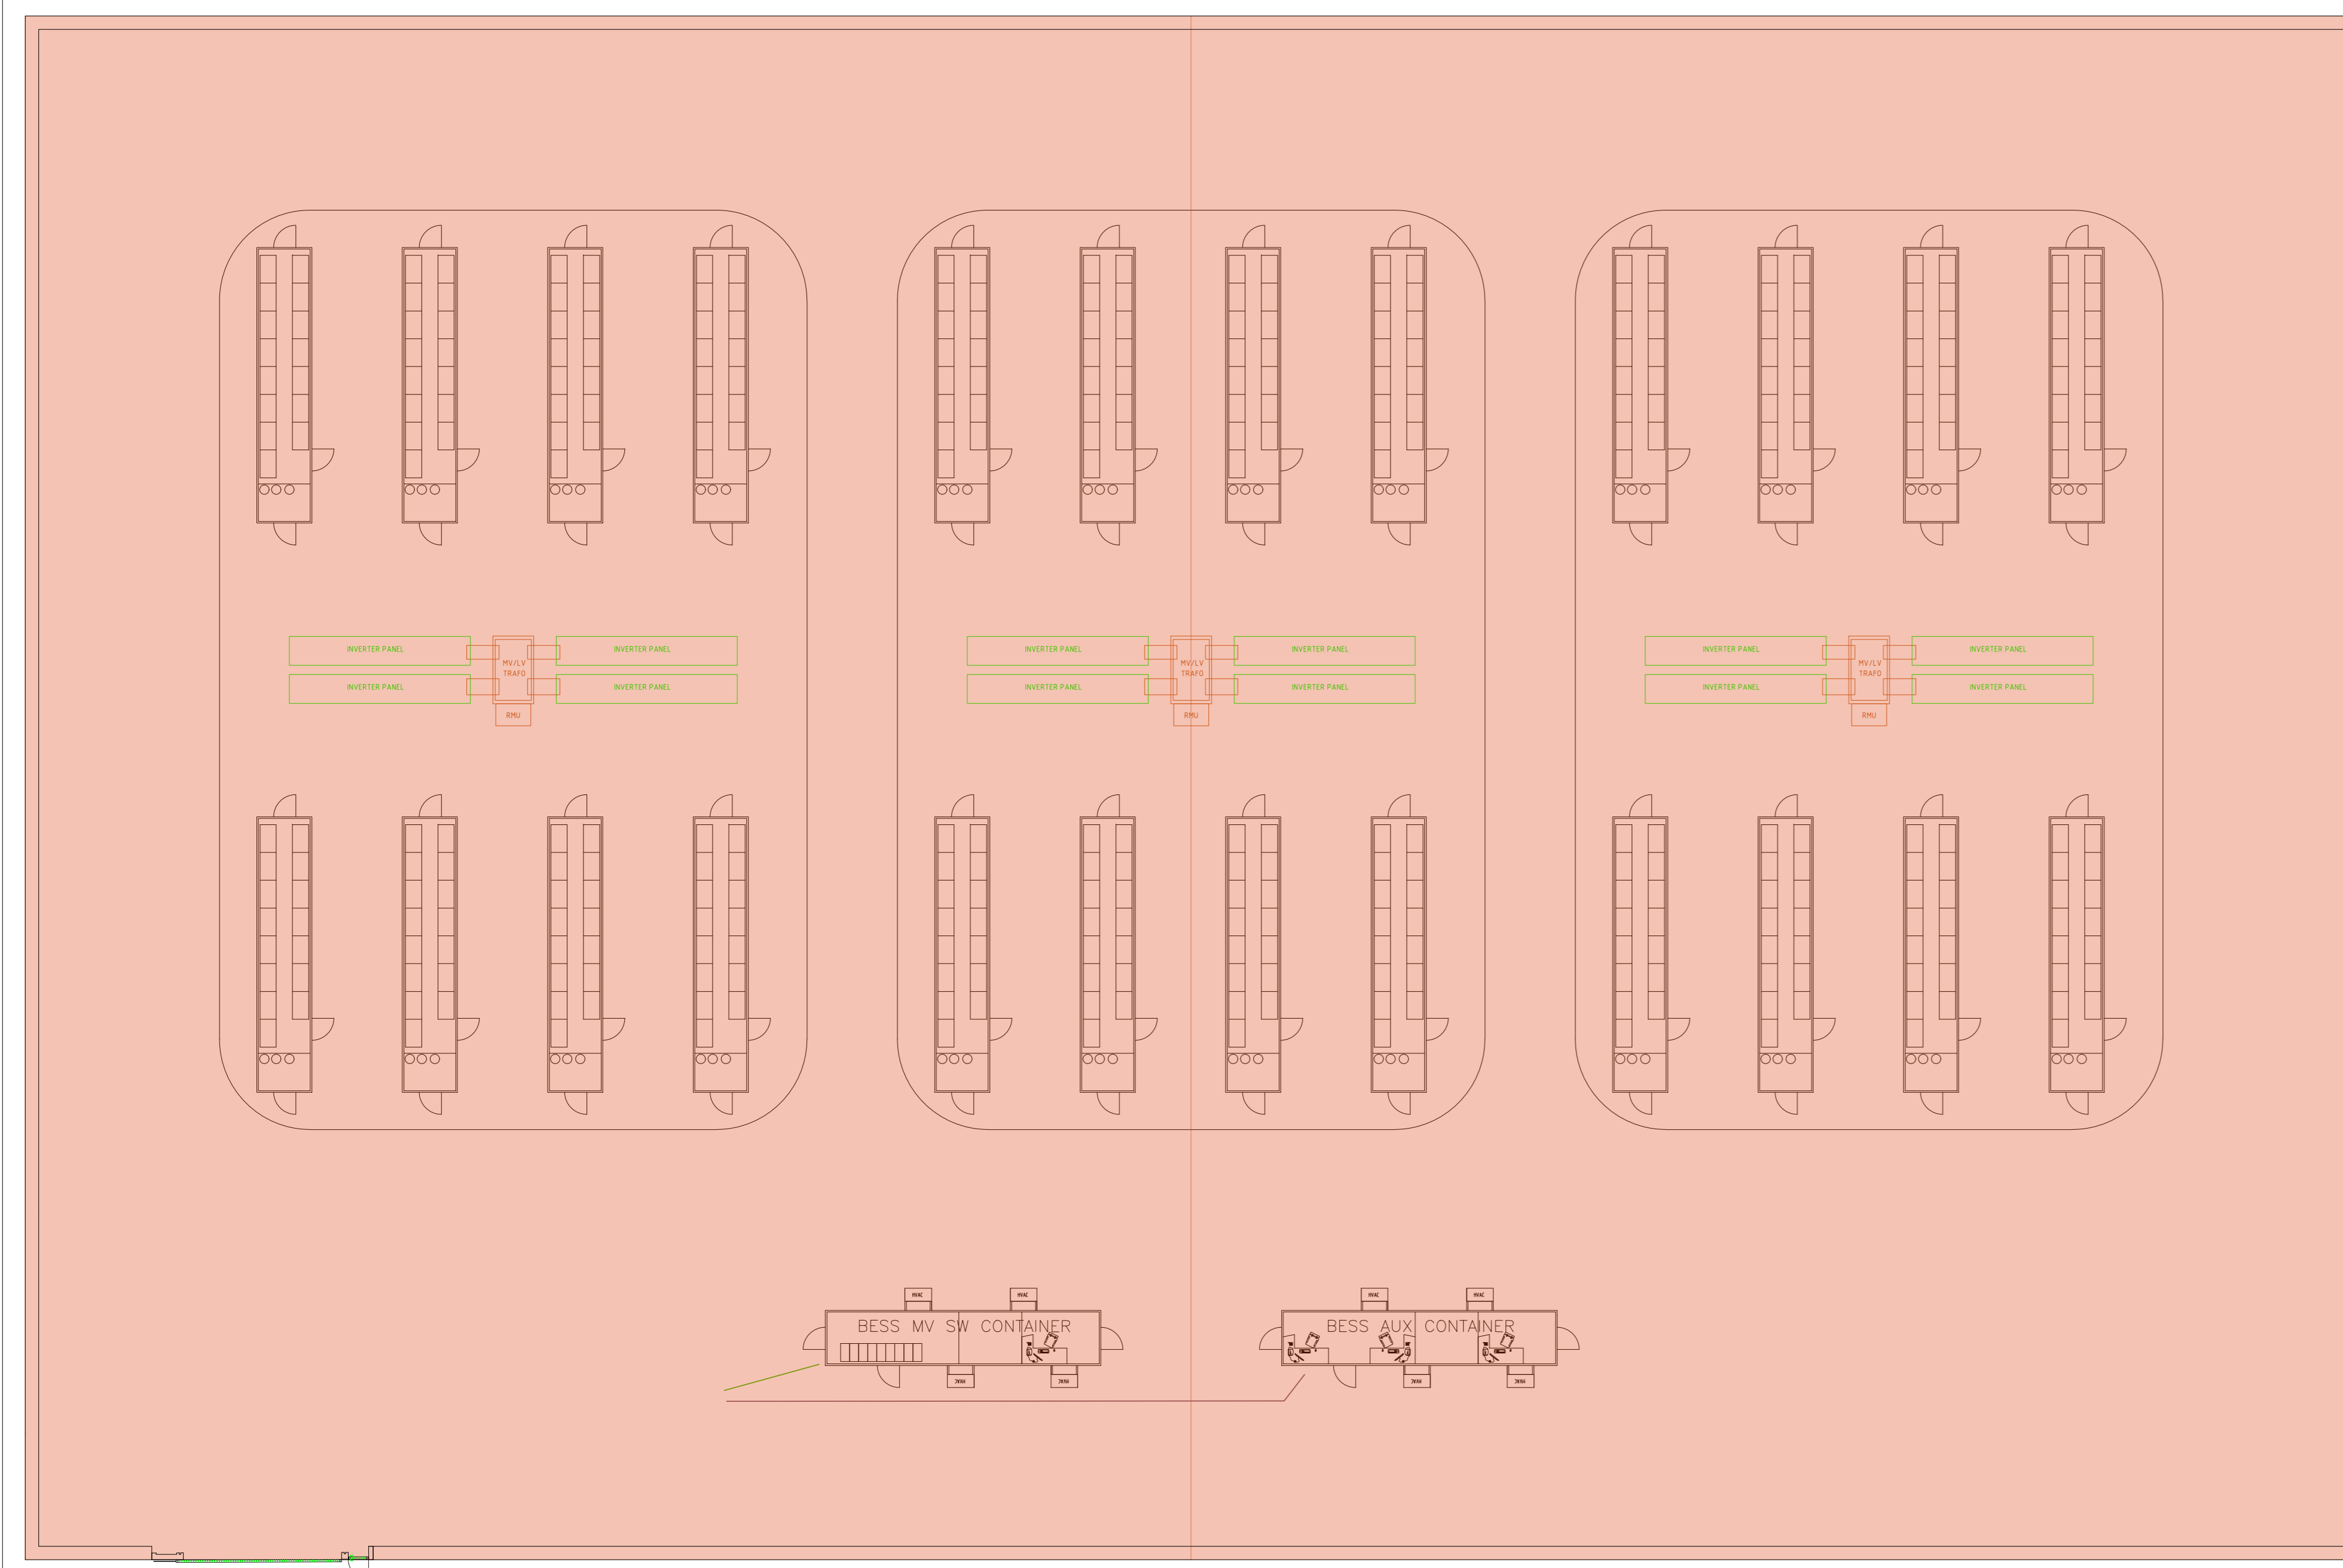 INVERTER PANEL
INVERTER PANEL
INVERTER PANEL
INVERTER PANEL
MV/LV
TRAFO
RMU
INVERTER PANEL
INVERTER PANEL
INVERTER PANEL
INVERTER PANEL
MV/LV
TRAFO
RMU
INVERTER PANEL
INVERTER PANEL
INVERTER PANEL
INVERTER PANEL
MV/LV
TRAFO
RMU
HVAC
HVAC
BESS MV SW CONTAINER
HVAC
HVAC
HVAC
HVAC
BESS AUX CONTAINER
HVAC
HVAC